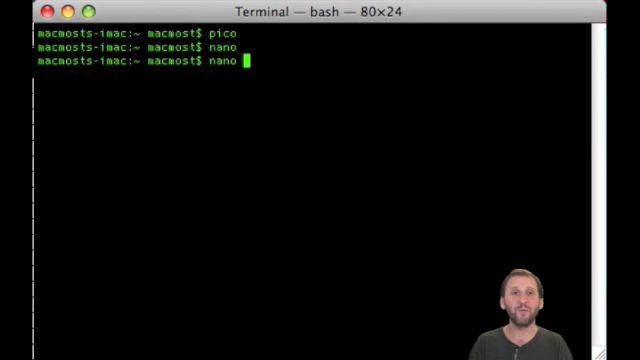 Terminal — bash — 80×24
macmosts-imac:~ macmost$ pico
macmosts-imac:~ macmost$ nano
macmosts-imac:~ macmost$ nano